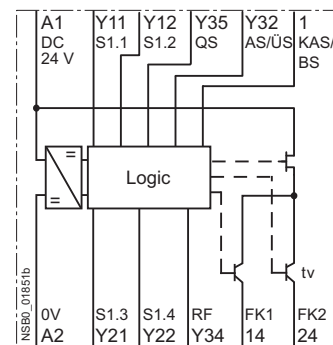 A1 Y11 Y12 Y35 Y32 1
DC S1.1 S1.2 QS AS/ÜS KAS/
24 V BS
=
=
Logic
tv
NSB0_01851b
0V S1.3 S1.4 RF FK1 FK2
A2 Y21 Y22 Y34 14 24